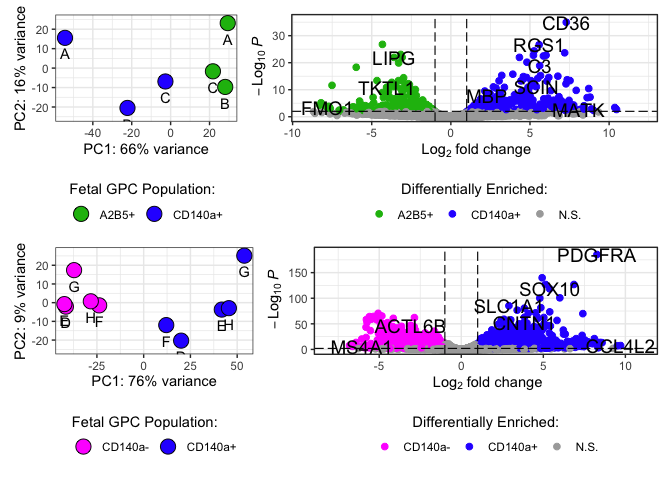 PC2: 16% variance
20
10
0
-10
-20
A
A
C
C
B
-40
0
20
PC1: 66% variance
Fetal GPC Population:
A2B5+
CD140a+
−Log10 P
30
20
10
0
CD36
ROS1
LIPG
C3
TKTL1
SCIN
MBP
FMO1
MATK
-10
-5
0
5
10
Log2 fold change
Differentially Enriched:
A2B5+
CD140a+
N.S.
PC2: 9% variance
20
10
0
-10
-20
G
G
E
H
F
E
H
F
-25
0
25
50
PC1: 76% variance
Fetal GPC Population:
CD140a-
CD140a+
−Log10 P
150
100
50
0
PDGFRA
SOX10
SLC1A1
ACTL6B
CNTN1
MS4A1
CCL4L2
-5
0
5
10
Log2 fold change
Differentially Enriched:
CD140a-
CD140a+
N.S.